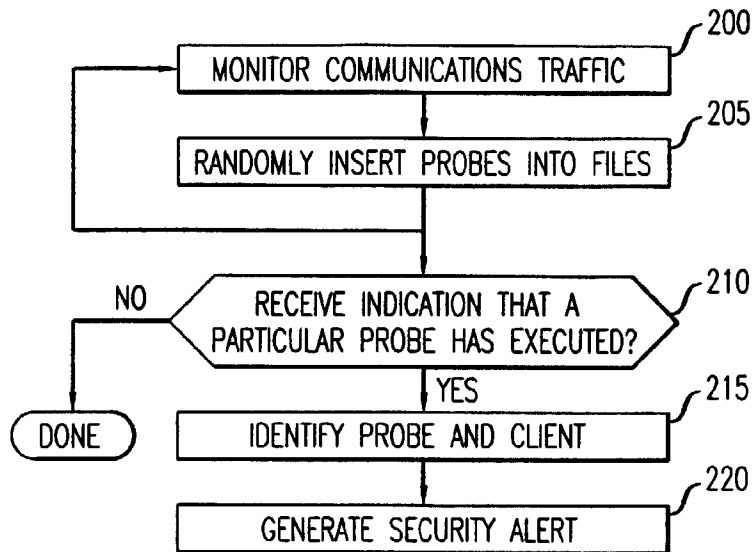 200
MONITOR COMMUNICATIONS TRAFFIC
205
RANDOMLY INSERT PROBES INTO FILES
210
NO
RECEIVE INDICATION THAT A
PARTICULAR PROBE HAS EXECUTED?
YES
215
DONE
IDENTIFY PROBE AND CLIENT
220
GENERATE SECURITY ALERT